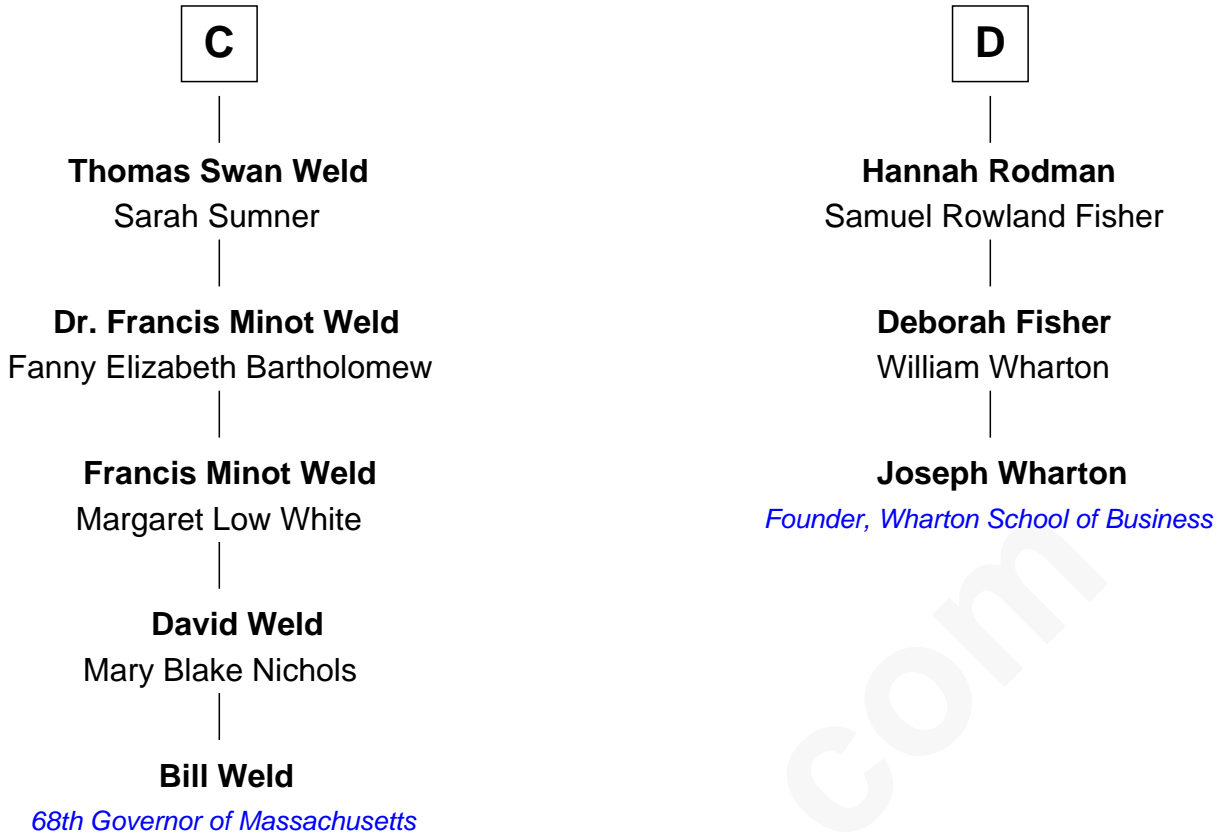 C
Thomas Swan Weld
Sarah Sumner
Dr. Francis Minot Weld
Fanny Elizabeth Bartholomew
Francis Minot Weld
Margaret Low White
David Weld
Mary Blake Nichols
Bill Weld
68th Governor of Massachusetts
D
Hannah Rodman
Samuel Rowland Fisher
Deborah Fisher
William Wharton
Joseph Wharton
Founder, Wharton School of Business
com